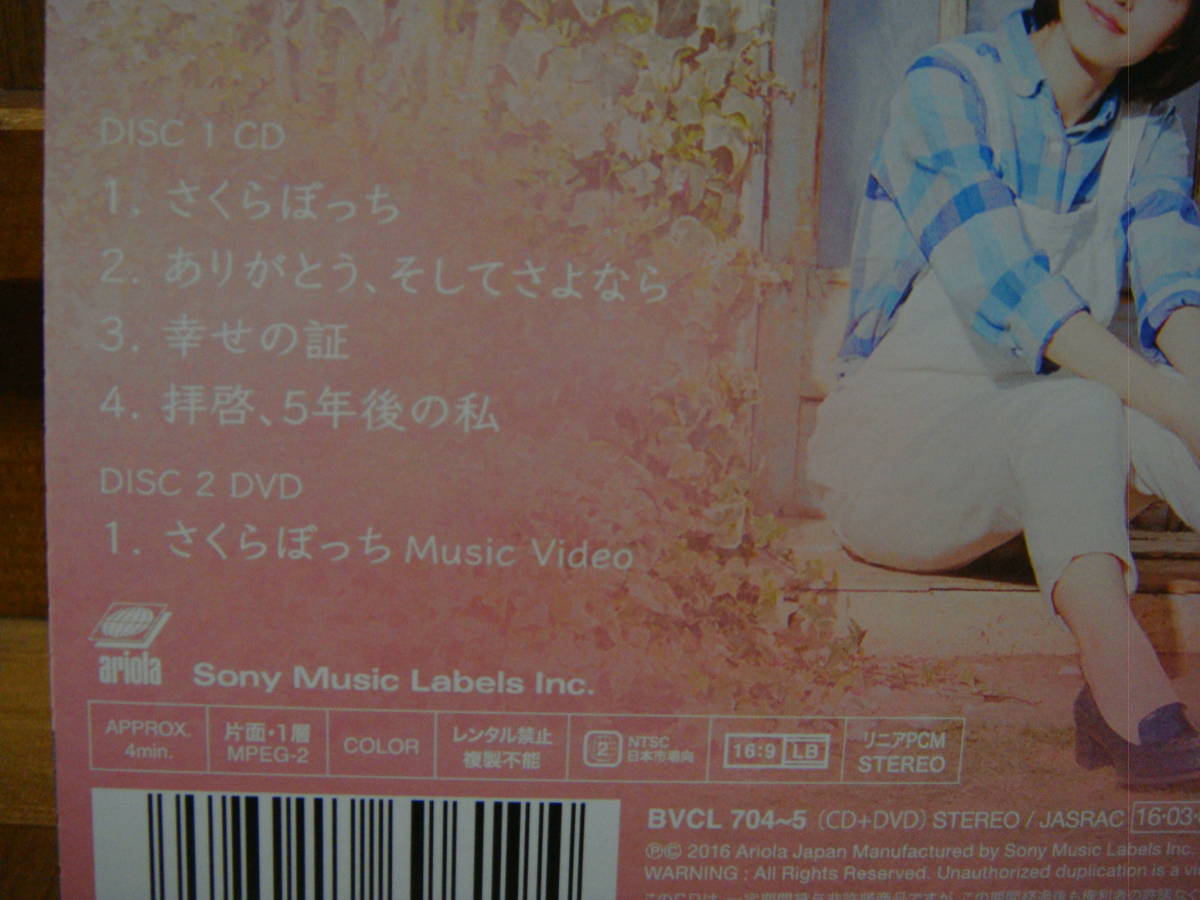 DISC 1 CD
1. さくらぼっち
2. ありがとう、そしてさよなら
3. 幸せの証
4. 拝啓、5年後の私
DISC 2 DVD
1. さくらぼっち Music Video
ariola
Sony Music Labels Inc.
APPROX. 4min.
片面・1層 MPEG-2
COLOR
レンタル禁止 複製不能
2 NTSC 日本市場向
16:9 LB
リニアPCM STEREO
BVCL 704~5 (CD+DVD) STEREO / JASRAC 16・03・
ⓅⒸ 2016 Ariola Japan Manufactured by Sony Music Labels Inc.
WARNING : All Rights Reserved. Unauthorized duplication is a